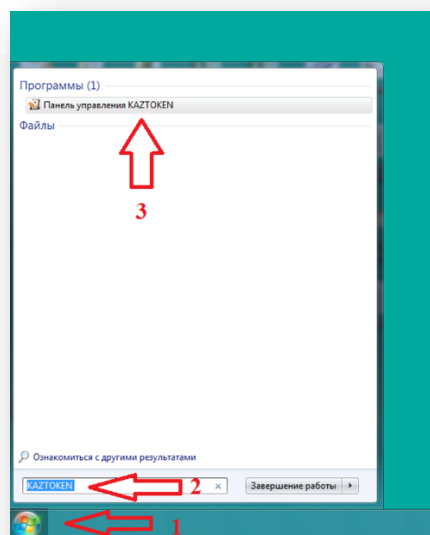 Программы (1)
Панель управления KAZTOKEN
Файлы
3
Ознакомиться с другими результатами
KAZTOKEN
2
Завершение работы
1